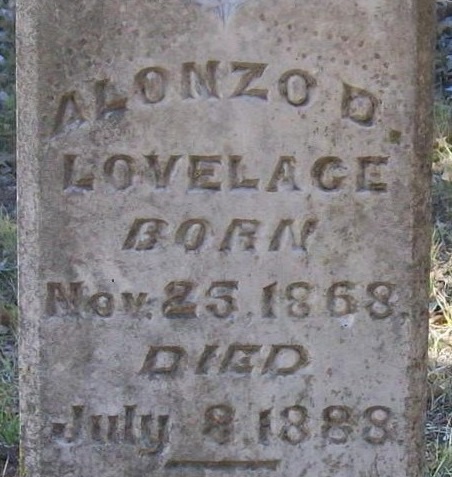 ALONZO D.
LOVELACE
BORN
Nov. 25. 1868.
DIED
July 8. 1888.